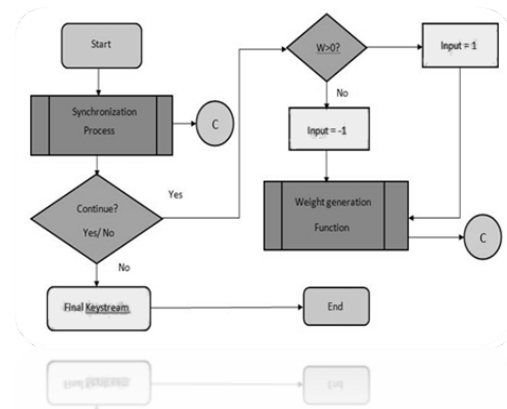 Start
Synchronization
Process
C
Continue?
Yes/ No
Yes
No
Final Keystream
End
W>0?
No
Input = 1
Input = -1
Weight generation
Function
C